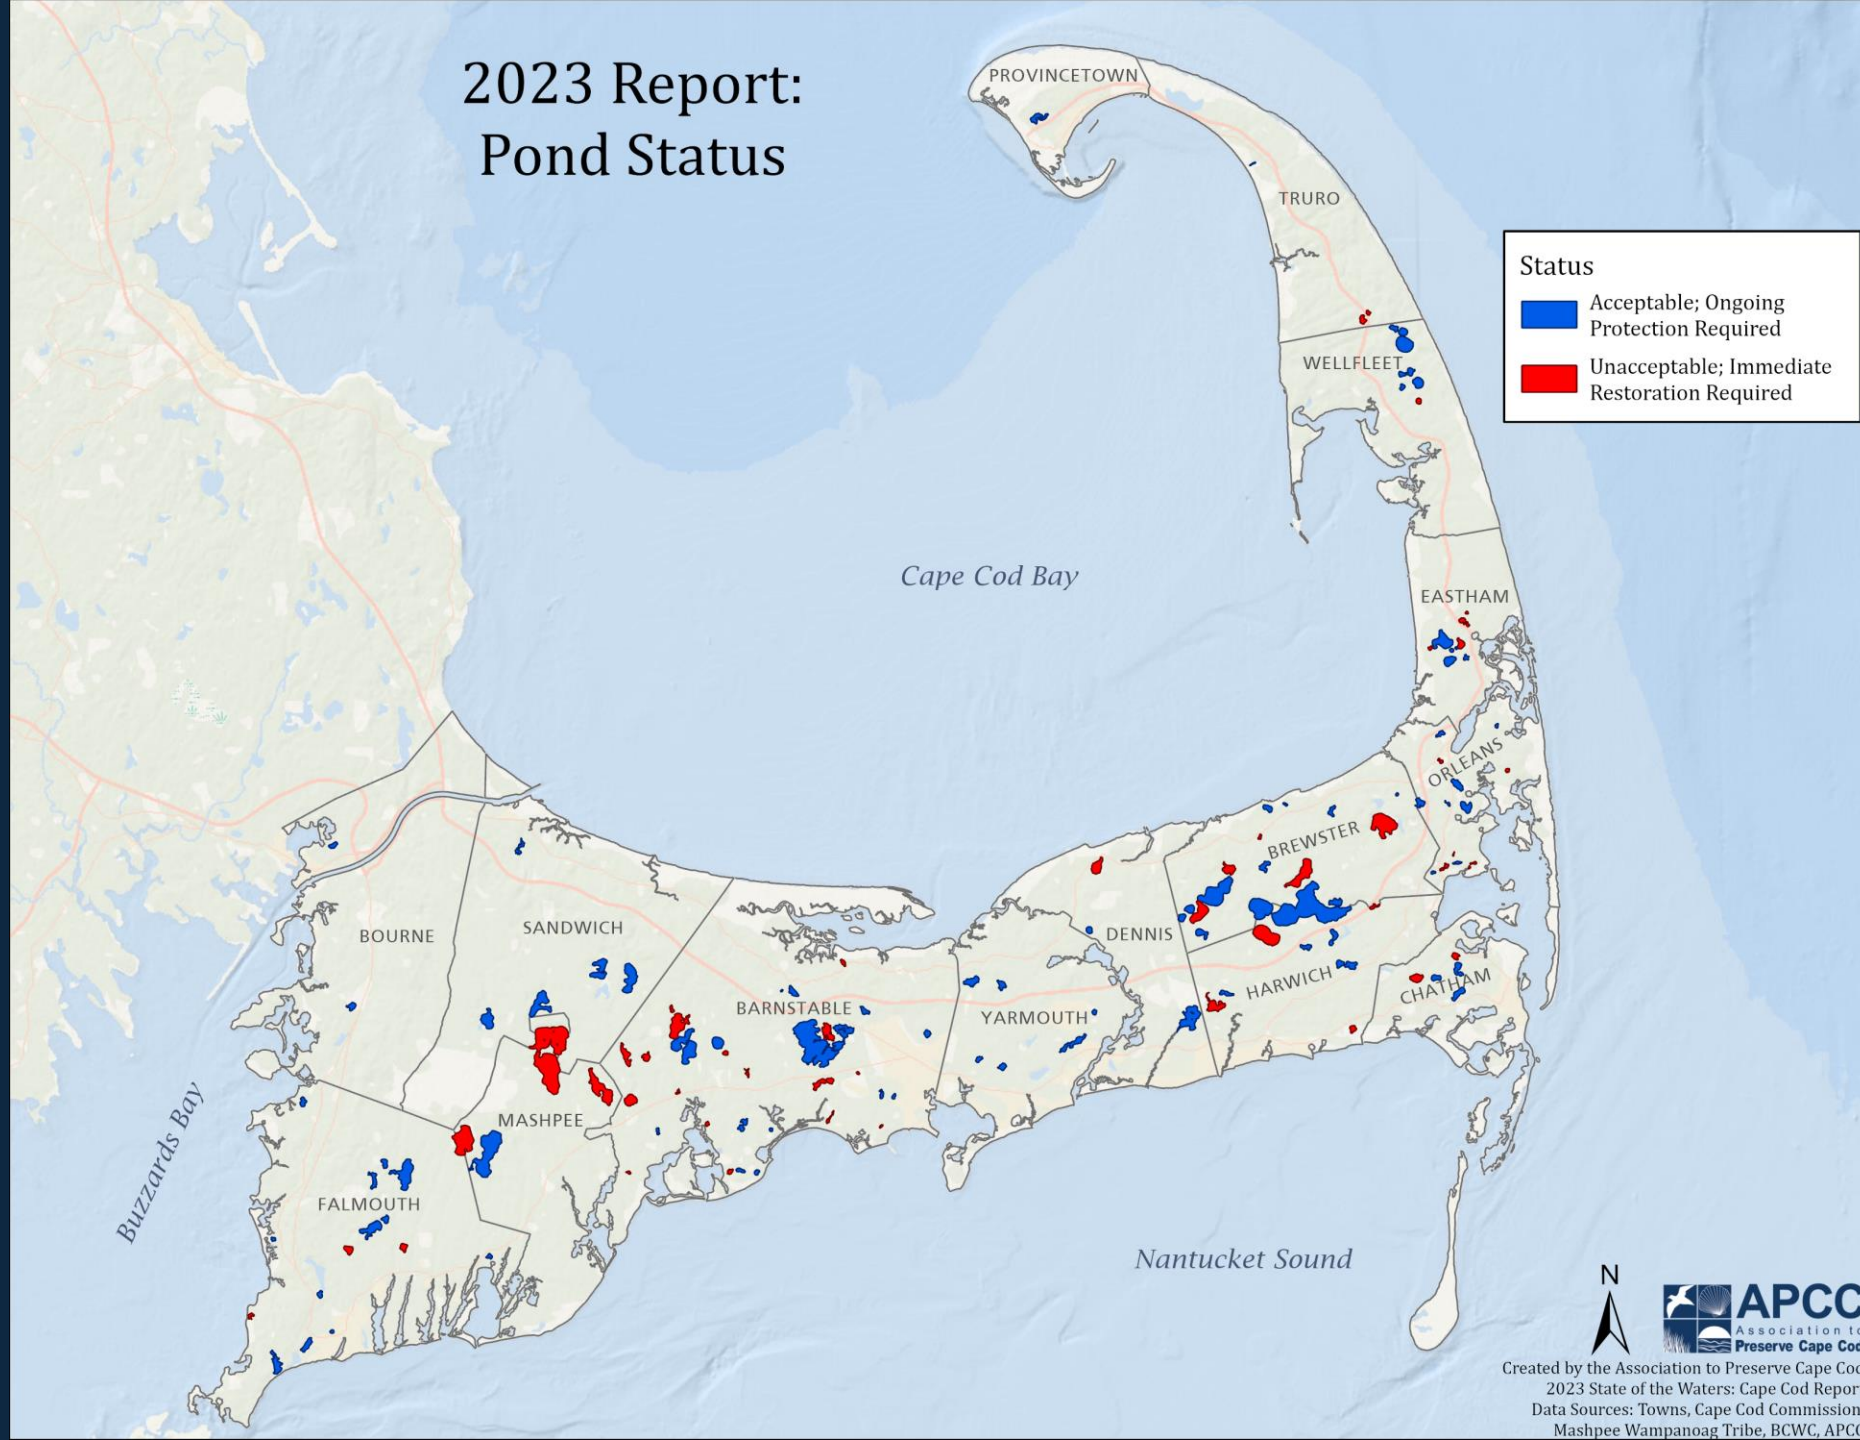 2023 Report:
Pond Status
PROVINCETOWN
TRURO
Status
Acceptable; Ongoing
Protection Required
Unacceptable; Immediate
Restoration Required
WELLFLEET
Cape Cod Bay
EASTHAM
ORLEANS
BREWSTER
BOURNE
SANDWICH
DENNIS
HARWICH
CHATHAM
BARNSTABLE
YARMOUTH
MASHPEE
Buzzards Bay
FALMOUTH
Nantucket Sound
N
APCC
Association to
Preserve Cape Cod
Created by the Association to Preserve Cape Cod
2023 State of the Waters: Cape Cod Report
Data Sources: Towns, Cape Cod Commission
Mashpee Wampanoag Tribe, BCWC, APCC